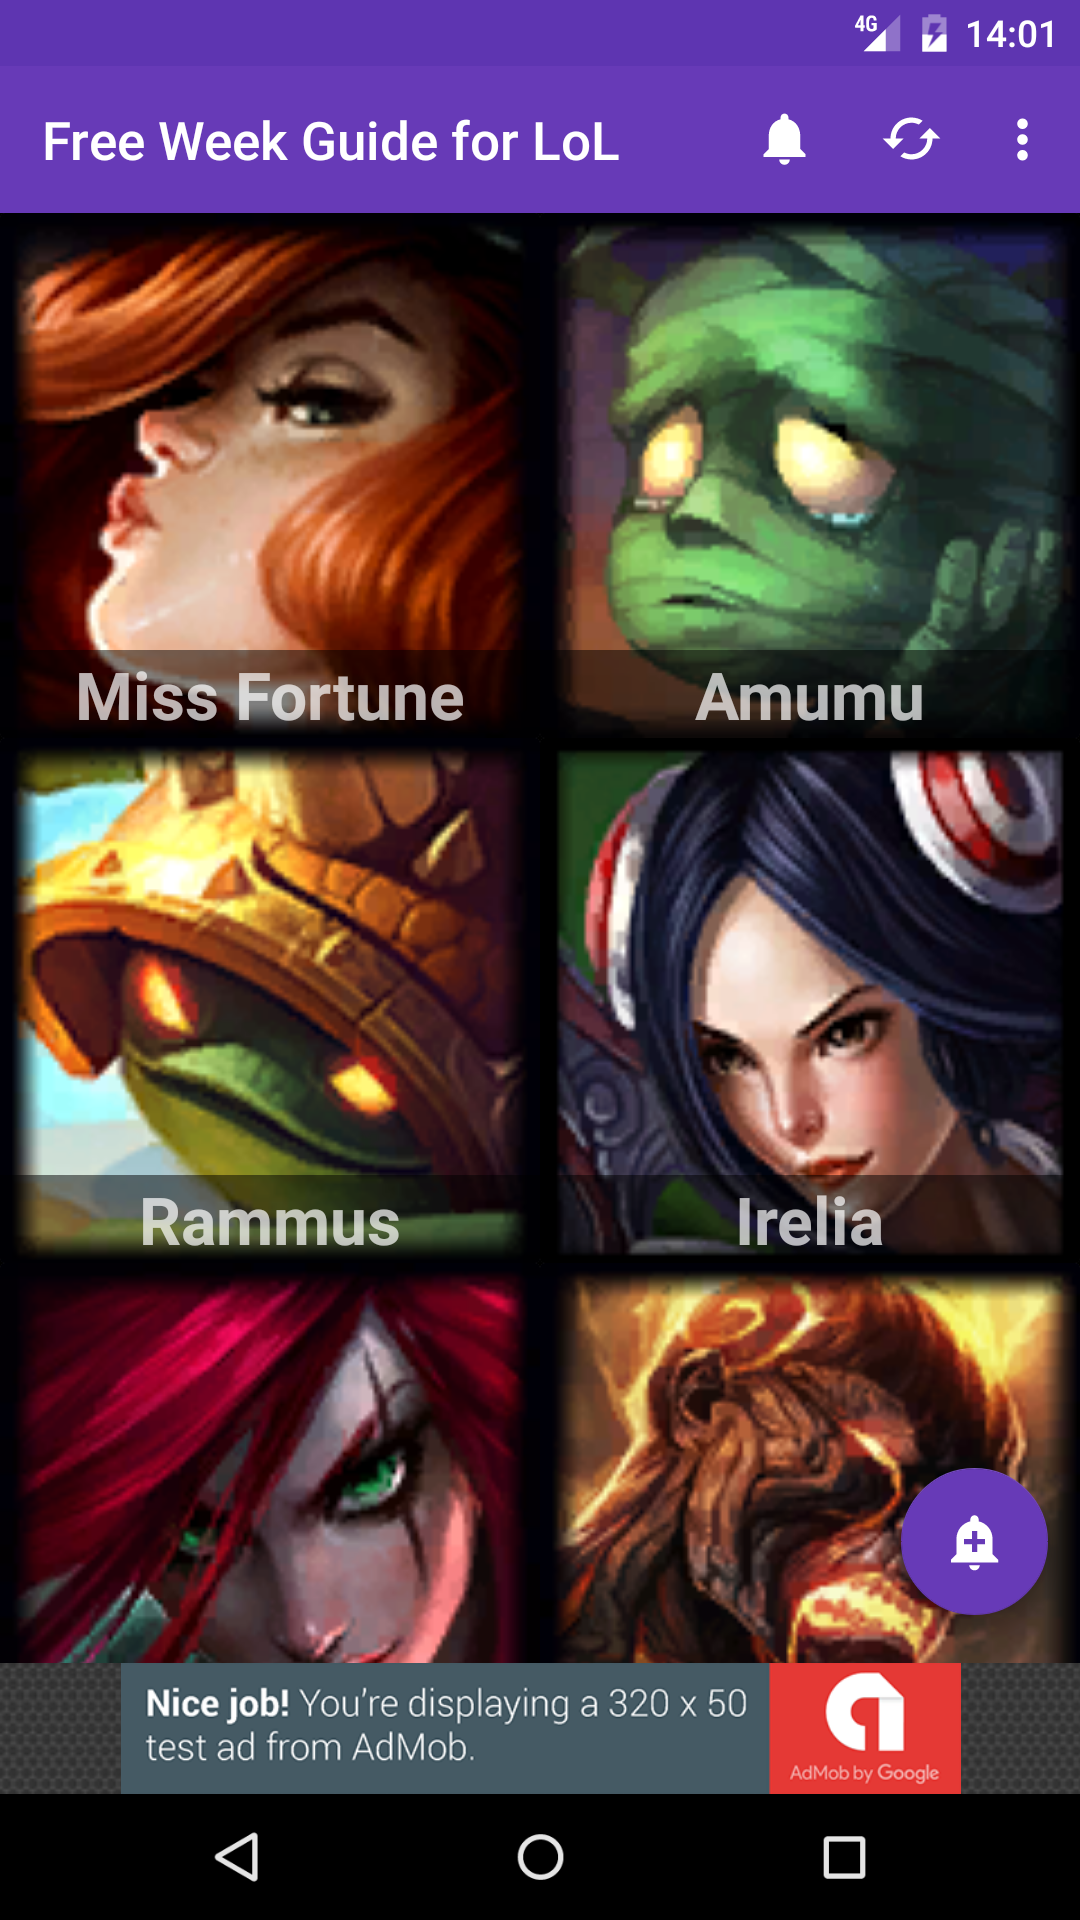 4G 14:01
Free Week Guide for LoL
Miss Fortune
Amumu
Rammus
Irelia
Nice job! You're displaying a 320 x 50
test ad from AdMob.
AdMob by Google